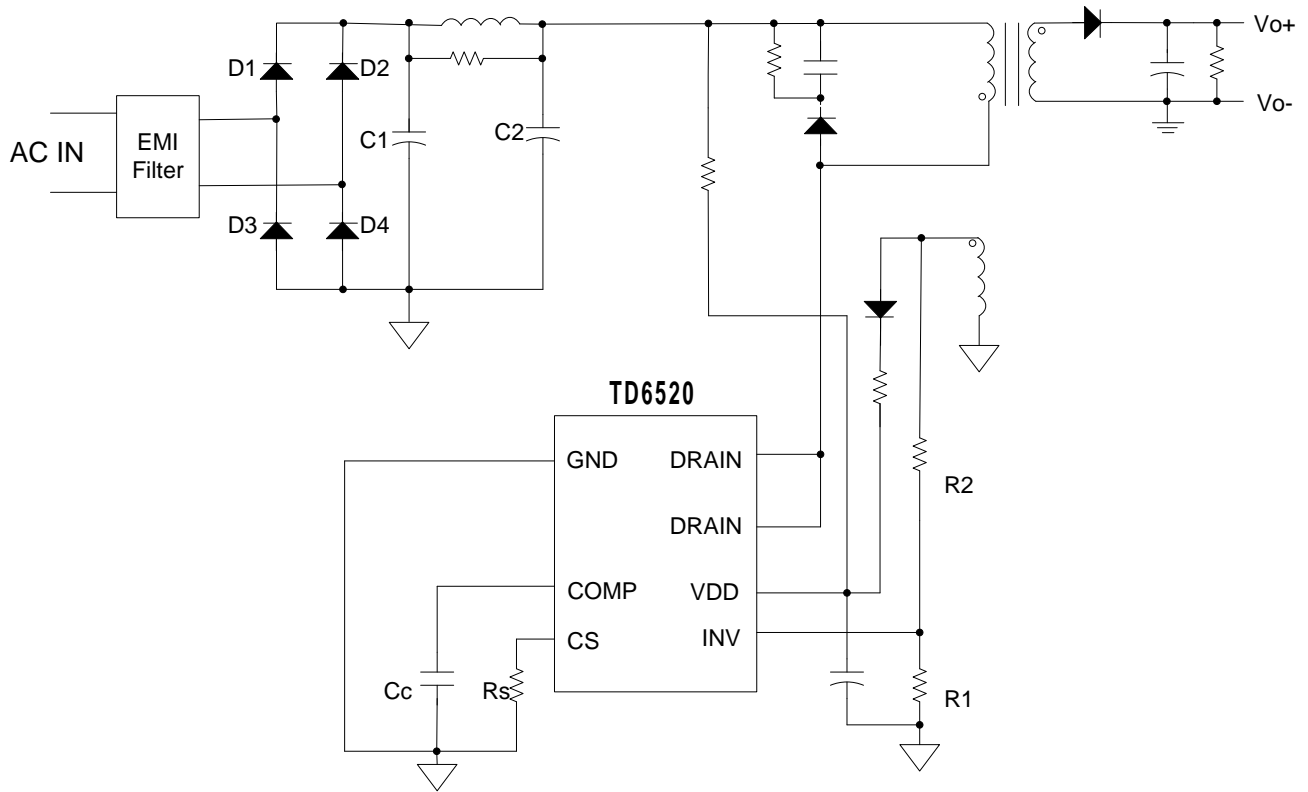 Vo+
D1
D2
C1
C2
Vo-
AC IN
EMI
Filter
D3
D4
TD6520
GND
DRAIN
R2
DRAIN
COMP
VDD
CS
INV
Cc
Rs
R1